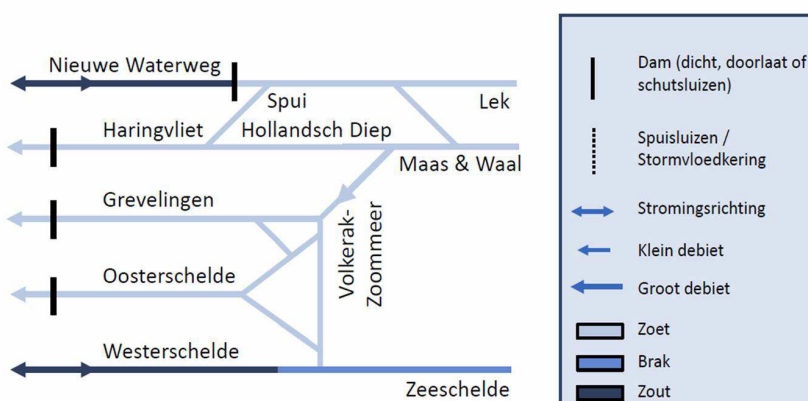 Nieuwe Waterweg
Spui
Lek
Haringvliet
Hollandsch Diep
Maas & Waal
Grevelingen
Volkerak-
Zoommeer
Oosterschelde
Westerschelde
Zeeschelde
Dam (dicht, doorlaat of
schutsluizen)
Spuisluizen /
Stormvloedkering
Stromingsrichting
Klein debiet
Groot debiet
Zoet
Brak
Zout